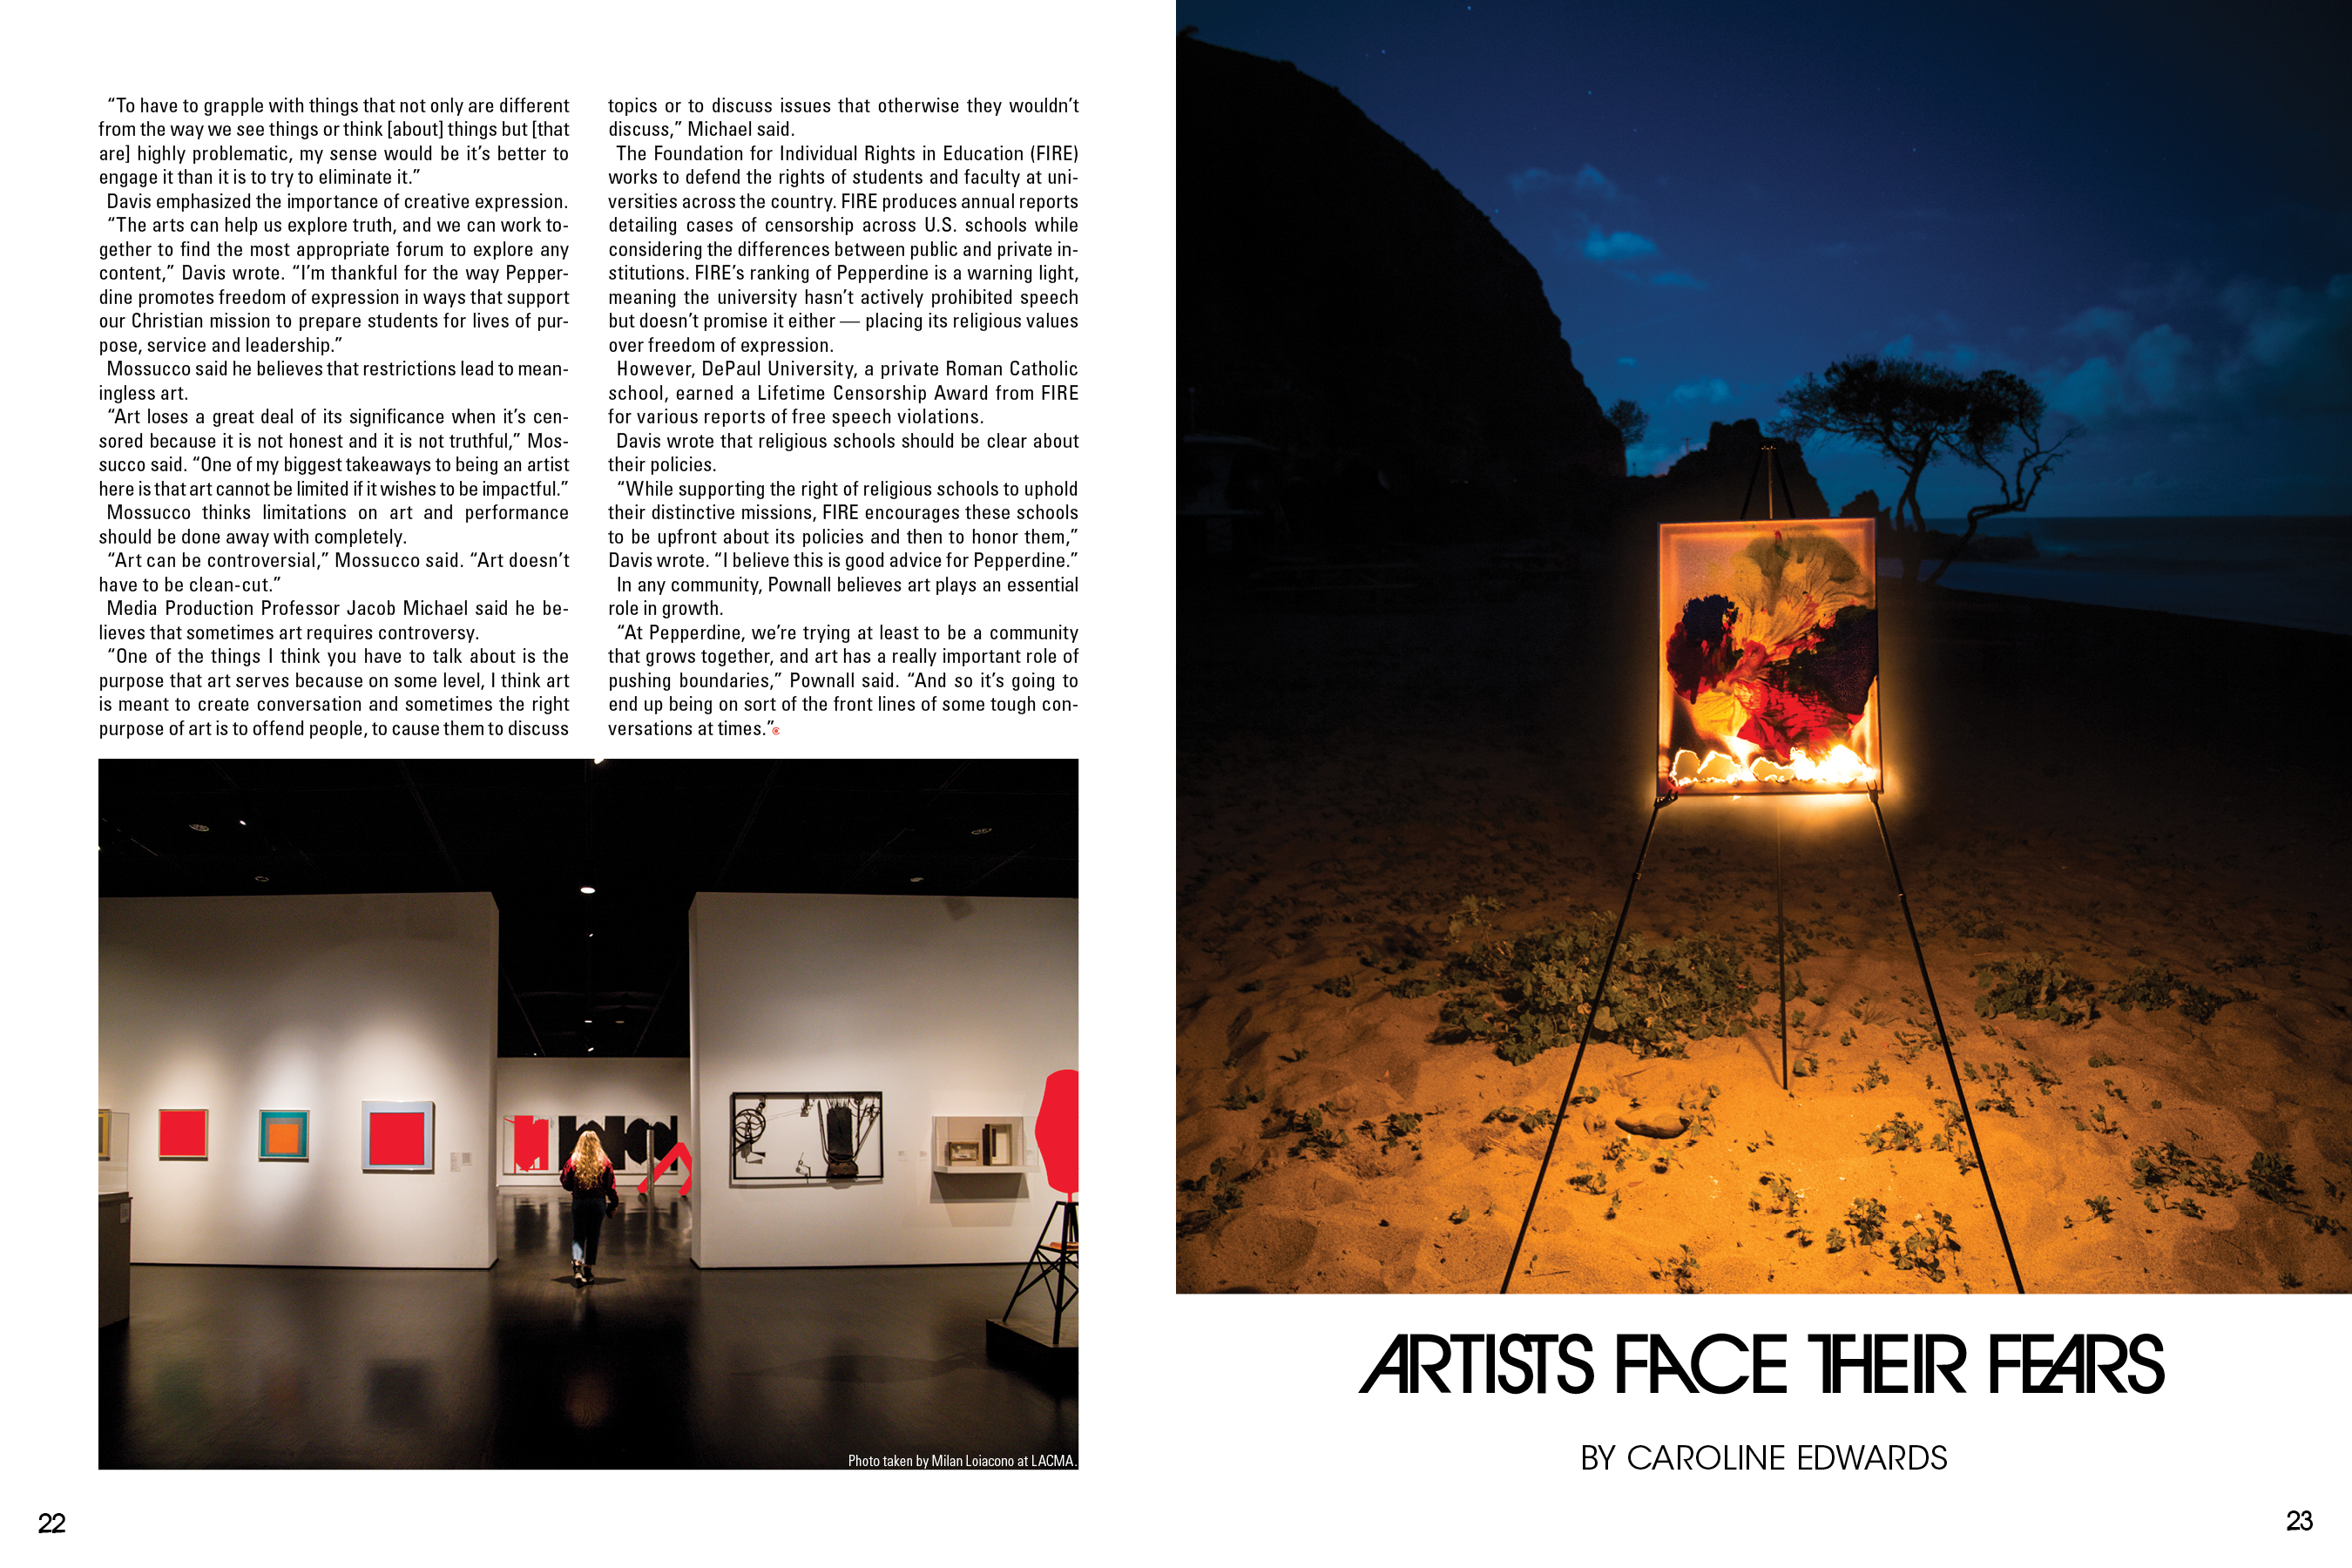 “To have to grapple with things that not only are different
from the way we see things or think [about] things but [that
are] highly problematic, my sense would be it’s better to
engage it than it is to try to eliminate it.”
Davis emphasized the importance of creative expression.
“The arts can help us explore truth, and we can work to-
gether to find the most appropriate forum to explore any
content,” Davis wrote. “I’m thankful for the way Pepper-
dine promotes freedom of expression in ways that support
our Christian mission to prepare students for lives of pur-
pose, service and leadership.”
Mossucco said he believes that restrictions lead to mean-
ingless art.
“Art loses a great deal of its significance when it’s cen-
sored because it is not honest and it is not truthful,” Mos-
succo said. “One of my biggest takeaways to being an artist
here is that art cannot be limited if it wishes to be impactful.”
Mossucco thinks limitations on art and performance
should be done away with completely.
“Art can be controversial,” Mossucco said. “Art doesn’t
have to be clean-cut.”
Media Production Professor Jacob Michael said he be-
lieves that sometimes art requires controversy.
“One of the things I think you have to talk about is the
purpose that art serves because on some level, I think art
is meant to create conversation and sometimes the right
purpose of art is to offend people, to cause them to discuss
topics or to discuss issues that otherwise they wouldn’t
discuss,” Michael said.
The Foundation for Individual Rights in Education (FIRE)
works to defend the rights of students and faculty at uni-
versities across the country. FIRE produces annual reports
detailing cases of censorship across U.S. schools while
considering the differences between public and private in-
stitutions. FIRE’s ranking of Pepperdine is a warning light,
meaning the university hasn’t actively prohibited speech
but doesn’t promise it either — placing its religious values
over freedom of expression.
However, DePaul University, a private Roman Catholic
school, earned a Lifetime Censorship Award from FIRE
for various reports of free speech violations.
Davis wrote that religious schools should be clear about
their policies.
“While supporting the right of religious schools to uphold
their distinctive missions, FIRE encourages these schools
to be upfront about its policies and then to honor them,”
Davis wrote. “I believe this is good advice for Pepperdine.”
In any community, Pownall believes art plays an essential
role in growth.
“At Pepperdine, we’re trying at least to be a community
that grows together, and art has a really important role of
pushing boundaries,” Pownall said. “And so it’s going to
end up being on sort of the front lines of some tough con-
versations at times.”
Photo taken by Milan Loiacono at LACMA.
22
ARTISTS FACE THEIR FEARS
BY CAROLINE EDWARDS
23